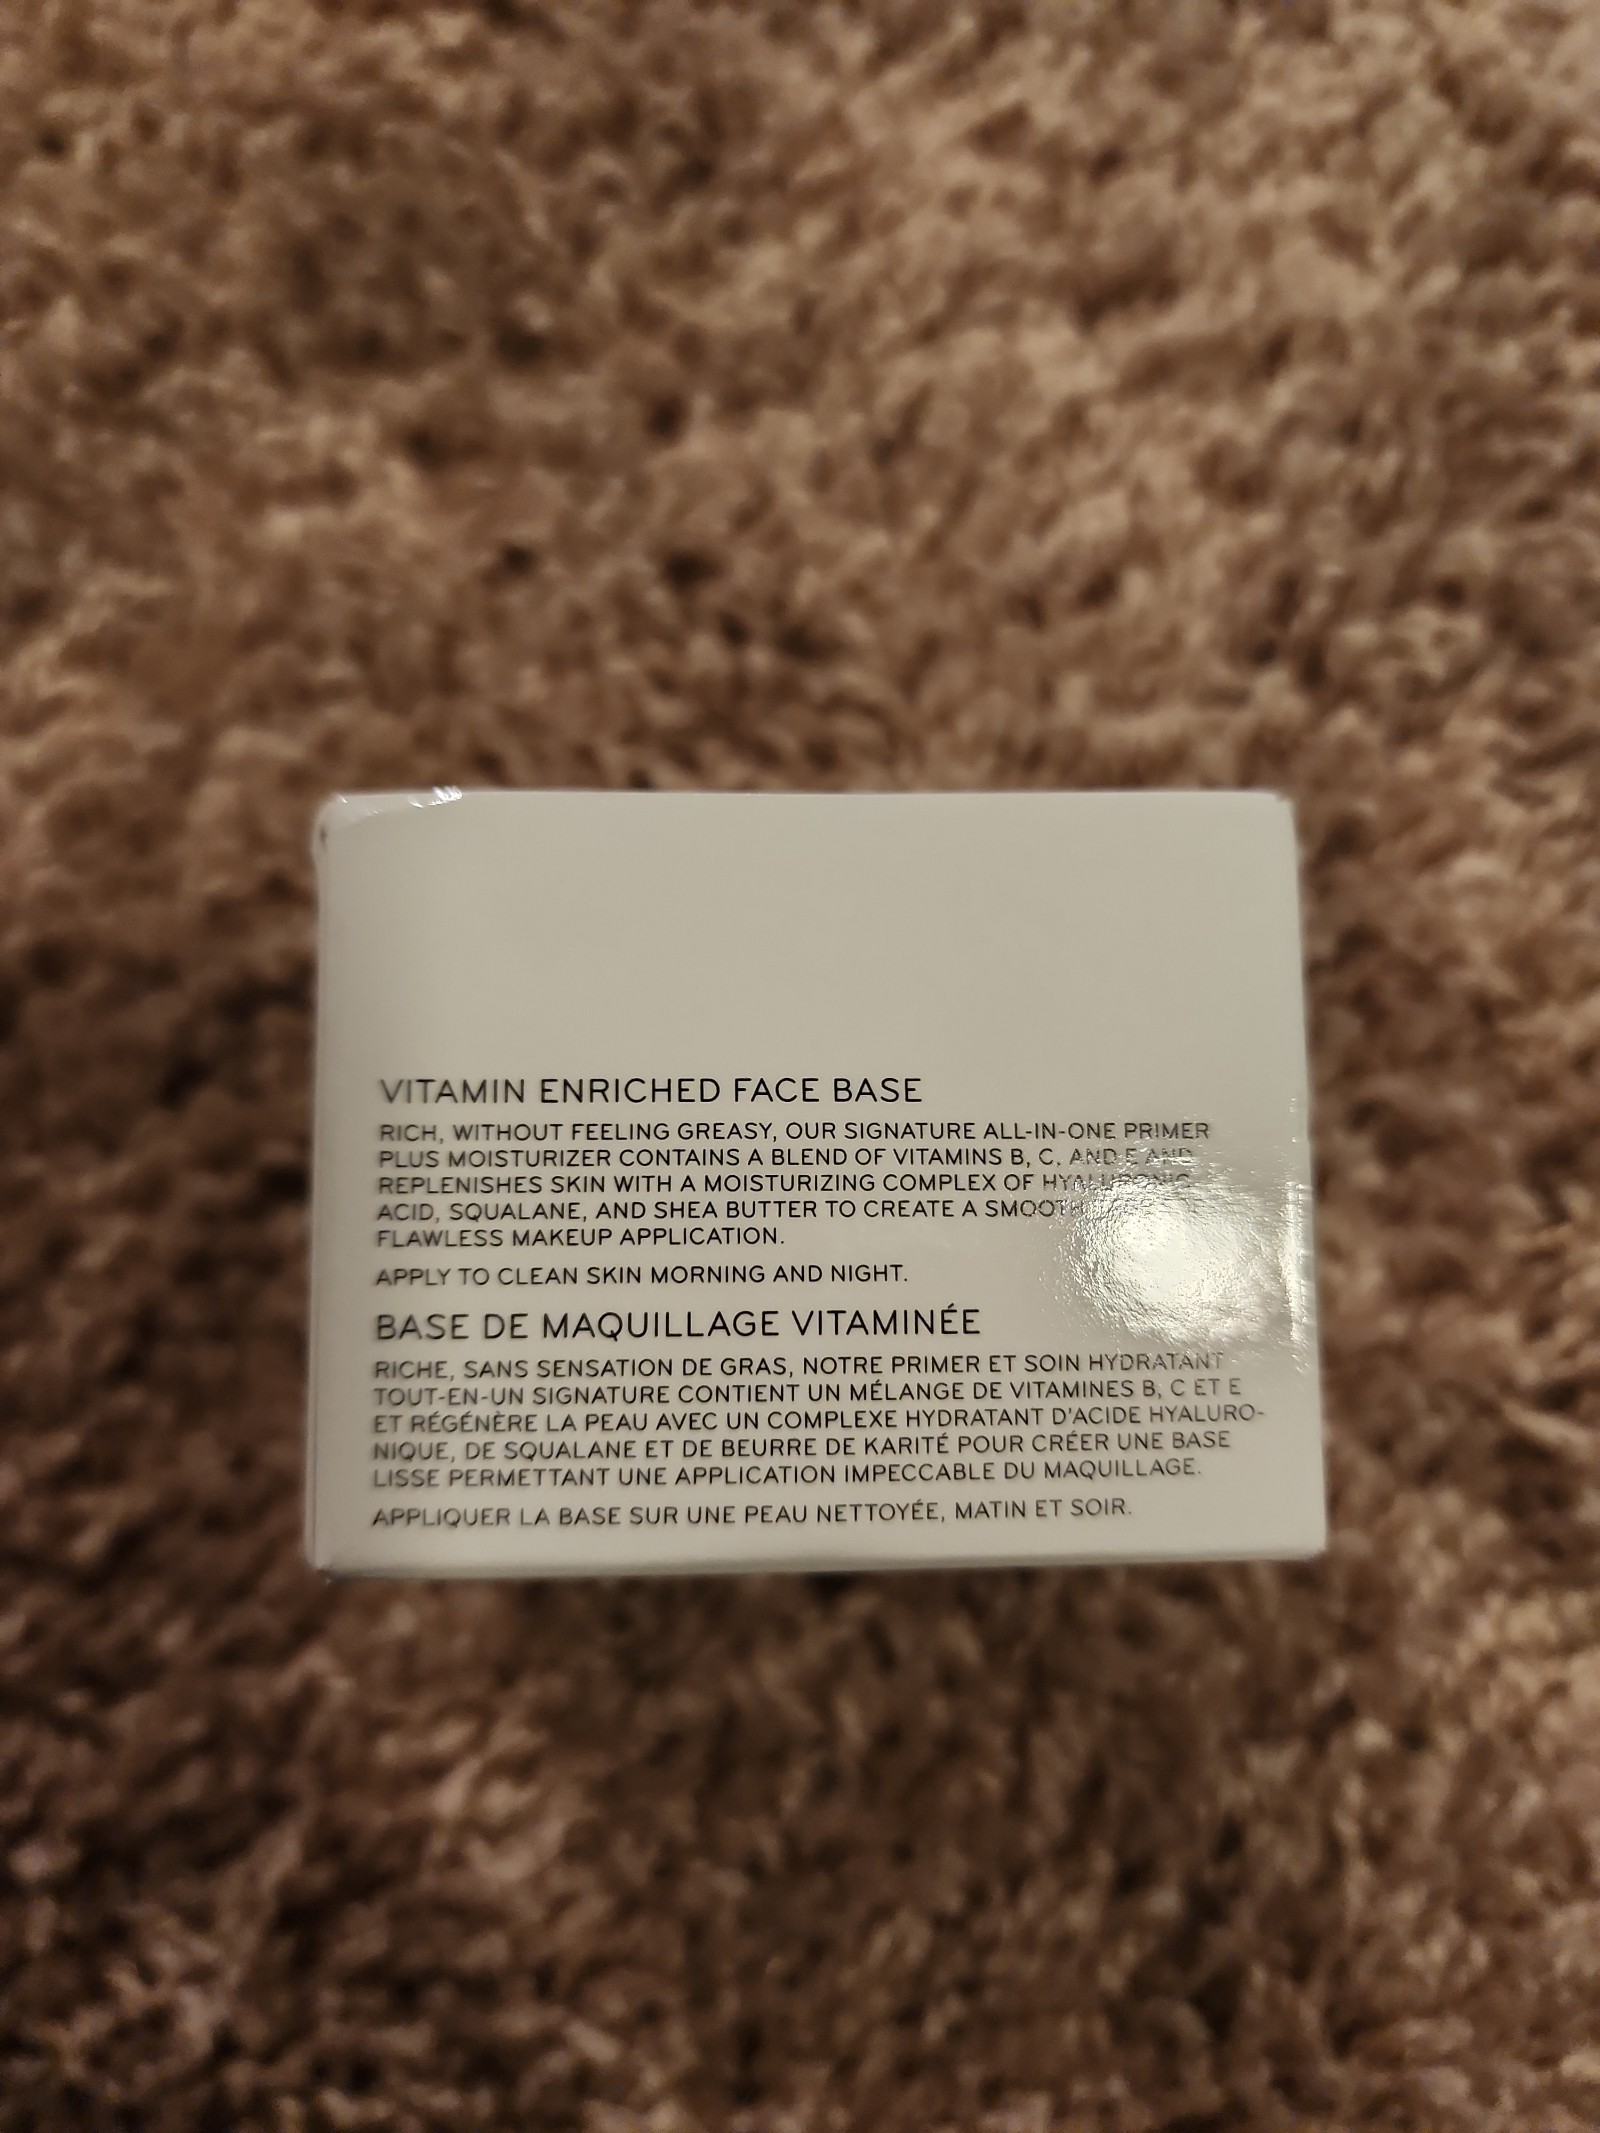 VITAMIN ENRICHED FACE BASE
RICH, WITHOUT FEELING GREASY, OUR SIGNATURE ALL-IN-ONE PRIMER
PLUS MOISTURIZER CONTAINS A BLEND OF VITAMINS B, C, AND E AND
REPLENISHES SKIN WITH A MOISTURIZING COMPLEX OF HYALURONIC
ACID, SQUALANE, AND SHEA BUTTER TO CREATE A SMOOTH
FLAWLESS MAKEUP APPLICATION.
APPLY TO CLEAN SKIN MORNING AND NIGHT.
BASE DE MAQUILLAGE VITAMINÉE
RICHE, SANS SENSATION DE GRAS, NOTRE PRIMER ET SOIN HYDRATANT
TOUT-EN-UN SIGNATURE CONTIENT UN MÉLANGE DE VITAMINES B, C ET E
ET RÉGÉNÈRE LA PEAU AVEC UN COMPLEXE HYDRATANT D'ACIDE HYALURO-
NIQUE, DE SQUALANE ET DE BEURRE DE KARITÉ POUR CRÉER UNE BASE
LISSE PERMETTANT UNE APPLICATION IMPECCABLE DU MAQUILLAGE.
APPLIQUER LA BASE SUR UNE PEAU NETTOYÉE, MATIN ET SOIR.